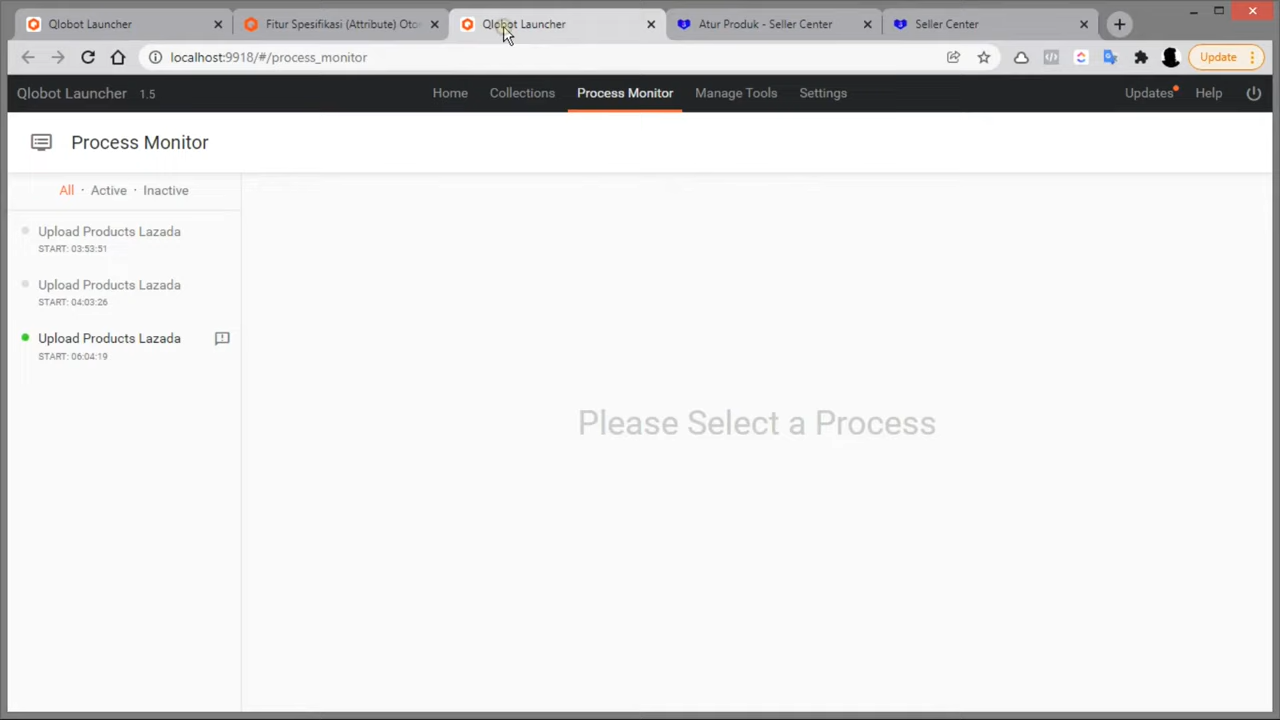 Qlobot Launcher
Fitur Spesifikasi (Attribute) Oto
Qlobot Launcher
Atur Produk - Seller Center
Seller Center
localhost:9918/#/process_monitor
Update
Qlobot Launcher 1.5
Home
Collections
Process Monitor
Manage Tools
Settings
Updates
Help
Process Monitor
All · Active · Inactive
Upload Products Lazada
START: 03:53:51
Upload Products Lazada
START: 04:03:26
Upload Products Lazada
START: 06:04:19
Please Select a Process